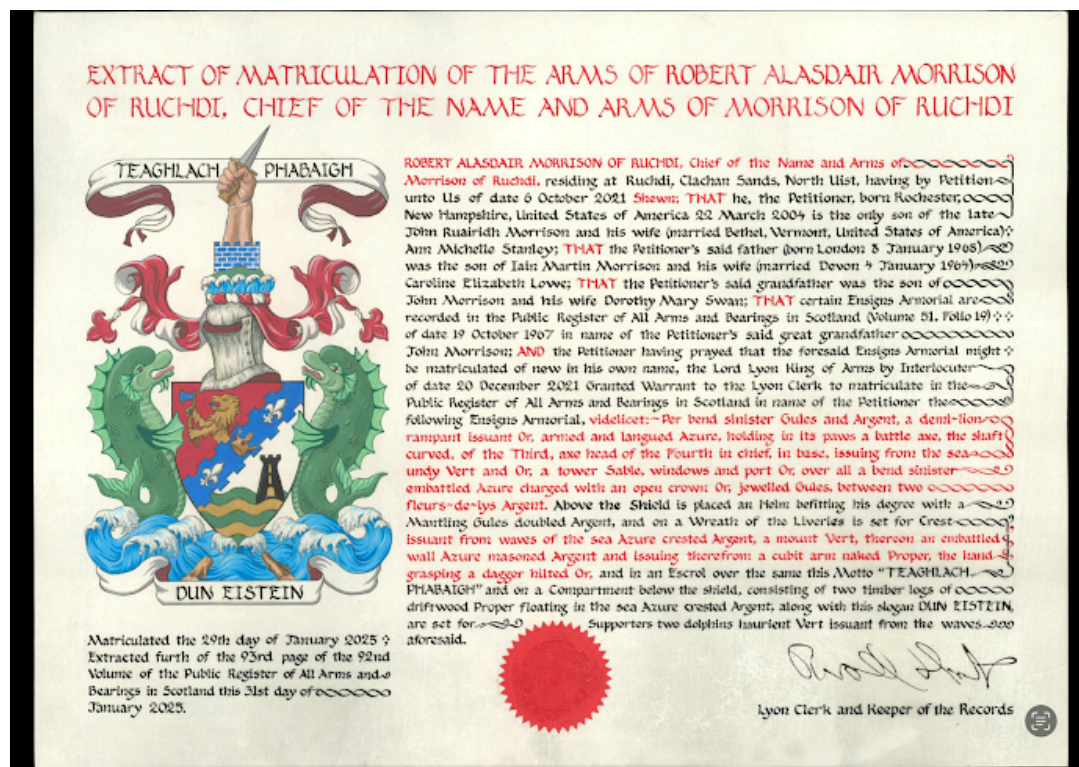 EXTRACT OF MATRICULATION OF THE ARMS OF ROBERT ALASDAIR MORRISON
OF RUCHDI, CHIEF OF THE NAME AND ARMS OF MORRISON OF RUCHDI
TEAGHLACH PHABAIGH
DUN EISTEIN
Matriculated the 29th day of January 2025
Extracted furth of the 93rd page of the 92nd
Volume of the Public Register of All Arms and
Bearings in Scotland this 31st day of
January 2025.
ROBERT ALASDAIR MORRISON OF RUCHDI, Chief of the Name and Arms of
Morrison of Ruchdi, residing at Ruchdi, Clachan Sands, North Uist, having by Petition
unto Us of date 6 October 2021 Shewn: THAT he, the Petitioner, born Rochester,
New Hampshire, United States of America 22 March 2004 is the only son of the late
John Ruairidh Morrison and his wife (married Bethel, Vermont, United States of America)
Ann Michelle Stanley; THAT the Petitioner's said father (born London 8 January 1968)
was the son of Iain Martin Morrison and his wife (married Devon 4 January 1964)
Caroline Elizabeth Lowe; THAT the Petitioner's said grandfather was the son of
John Morrison and his wife Dorothy Mary Swan; THAT certain Ensigns Armorial are
recorded in the Public Register of All Arms and Bearings in Scotland (Volume 51, Folio 19)
of date 19 October 1967 in name of the Petitioner's said great grandfather
John Morrison; AND the Petitioner having prayed that the foresaid Ensigns Armorial might
be matriculated of new in his own name, the Lord Lyon King of Arms by Interlocuter
of date 20 December 2021 Granted Warrant to the Lyon Clerk to matriculate in the
Public Register of All Arms and Bearings in Scotland in name of the Petitioner the
following Ensigns Armorial, videlicet:- Per bend sinister Gules and Argent, a demi-lion
rampant issuant Or, armed and langued Azure, holding in its paws a battle axe, the shaft
curved, of the Third, axe head of the Fourth in chief, in base, issuing from the sea
undy Vert and Or, a tower Sable, windows and port Or, over all a bend sinister
embattled Azure charged with an open crown Or, jewelled Gules, between two
fleurs-de-lys Argent. Above the Shield is placed an Helm befitting his degree with a
Mantling Gules doubled Argent, and on a Wreath of the Liveries is set for Crest
issuant from waves of the sea Azure crested Argent, a mount Vert, thereon an embattled
wall Azure masoned Argent and issuing therefrom a cubit arm naked Proper, the hand
grasping a dagger hilted Or, and in an Escrol over the same this Motto "TEAGHLACH
PHABAIGH" and on a Compartment below the shield, consisting of two timber logs of
driftwood Proper floating in the sea Azure crested Argent, along with this slogan DUN EISTEIN,
are set for Supporters two dolphins haurient Vert issuant from the waves
aforesaid.
Lyon Clerk and Keeper of the Records